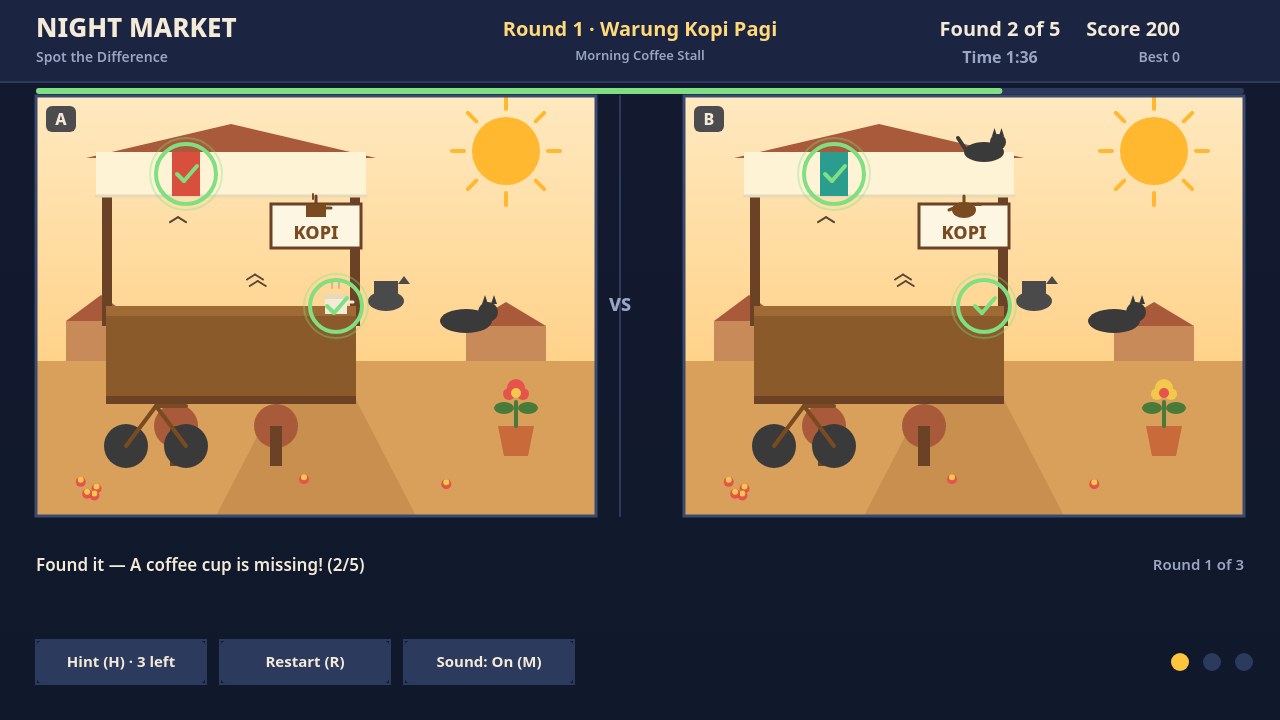 NIGHT MARKET
Spot the Difference
Round 1 · Warung Kopi Pagi
Morning Coffee Stall
Found 2 of 5
Score 200
Time 1:36
Best 0
A
KOPI
VS
B
KOPI
Found it — A coffee cup is missing! (2/5)
Round 1 of 3
Hint (H) · 3 left
Restart (R)
Sound: On (M)